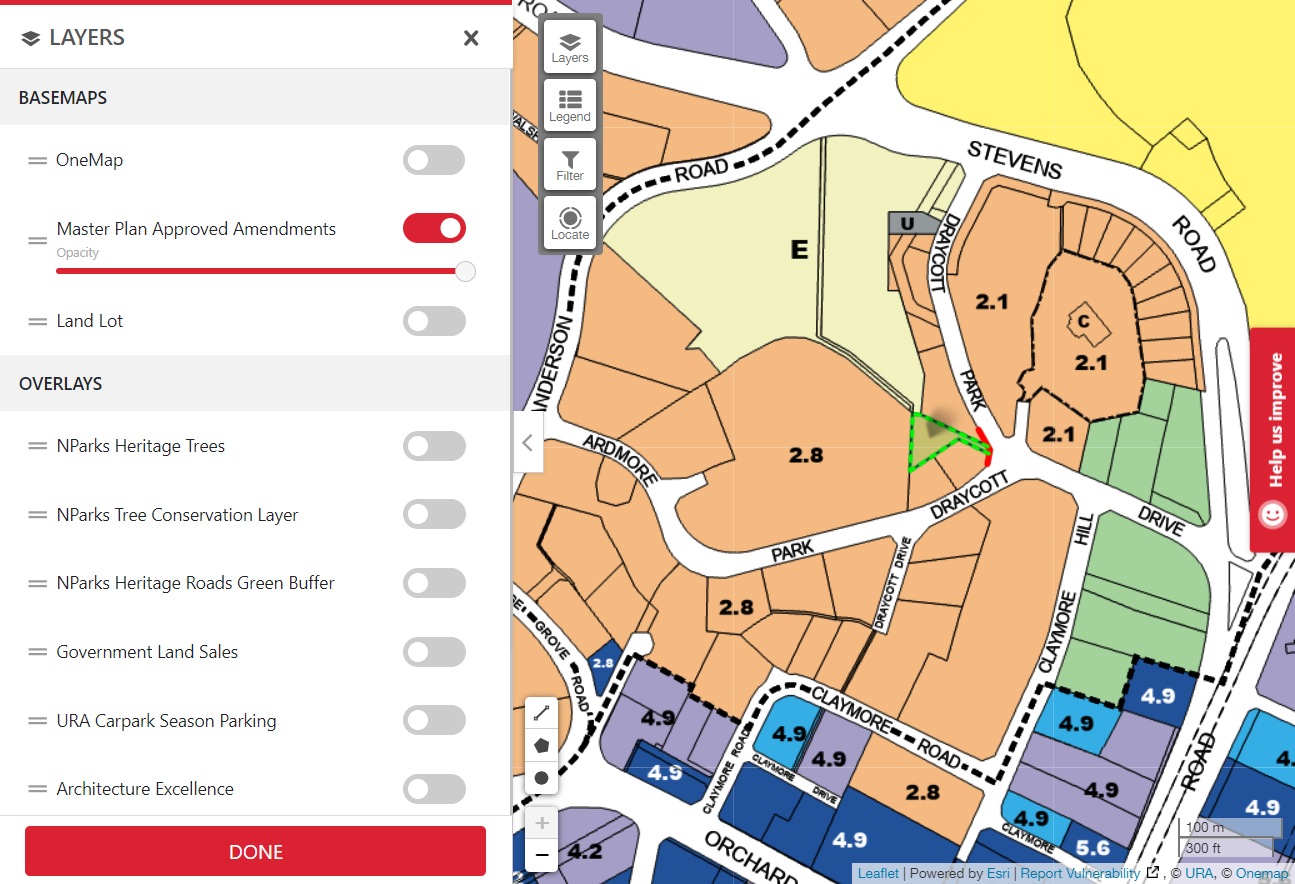 LAYERS
BASEMAPS
OneMap
Master Plan Approved Amendments
Opacity
Land Lot
OVERLAYS
NParks Heritage Trees
NParks Tree Conservation Layer
NParks Heritage Roads Green Buffer
Government Land Sales
URA Carpark Season Parking
Architecture Excellence
DONE
Layers
Legend
Filter
Locate
ROAD
STEVENS
ROAD
E
U
DRAYCOTT
PARK
2.1
C
2.1
2.1
ANDERSON
ARDMORE
PARK
2.8
DRAYCOTT
DRIVE
DRAYCOTT DRIVE
2.8
GROVE
ROAD
2.8
CLAYMORE
HILL
4.9
4.9
CLAYMORE ROAD
CLAYMORE
ROAD
4.9
4.9
CLAYMORE
DRIVE
4.9
4.9
2.8
4.9
4.9
CLAYMORE
5.6
ROAD
4.9
4.2
4.9
ORCHARD
Help us improve
+
−
100 m
300 ft
Leaflet | Powered by Esri | Report Vulnerability , © URA, © Onemap